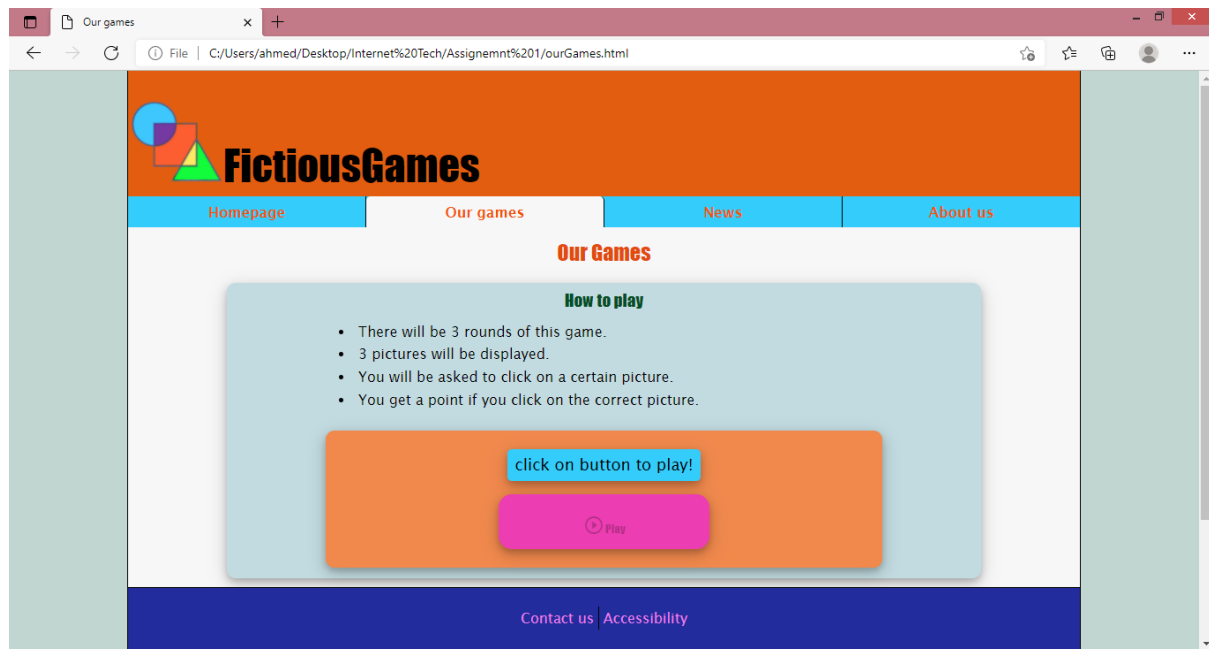 Our games
File | C:/Users/ahmed/Desktop/Internet%20Tech/Assignemnt%201/ourGames.html
FictiousGames
Homepage Our games News About us
Our Games
How to play
• There will be 3 rounds of this game.
• 3 pictures will be displayed.
• You will be asked to click on a certain picture.
• You get a point if you click on the correct picture.
click on button to play!
Play
Contact us Accessibility